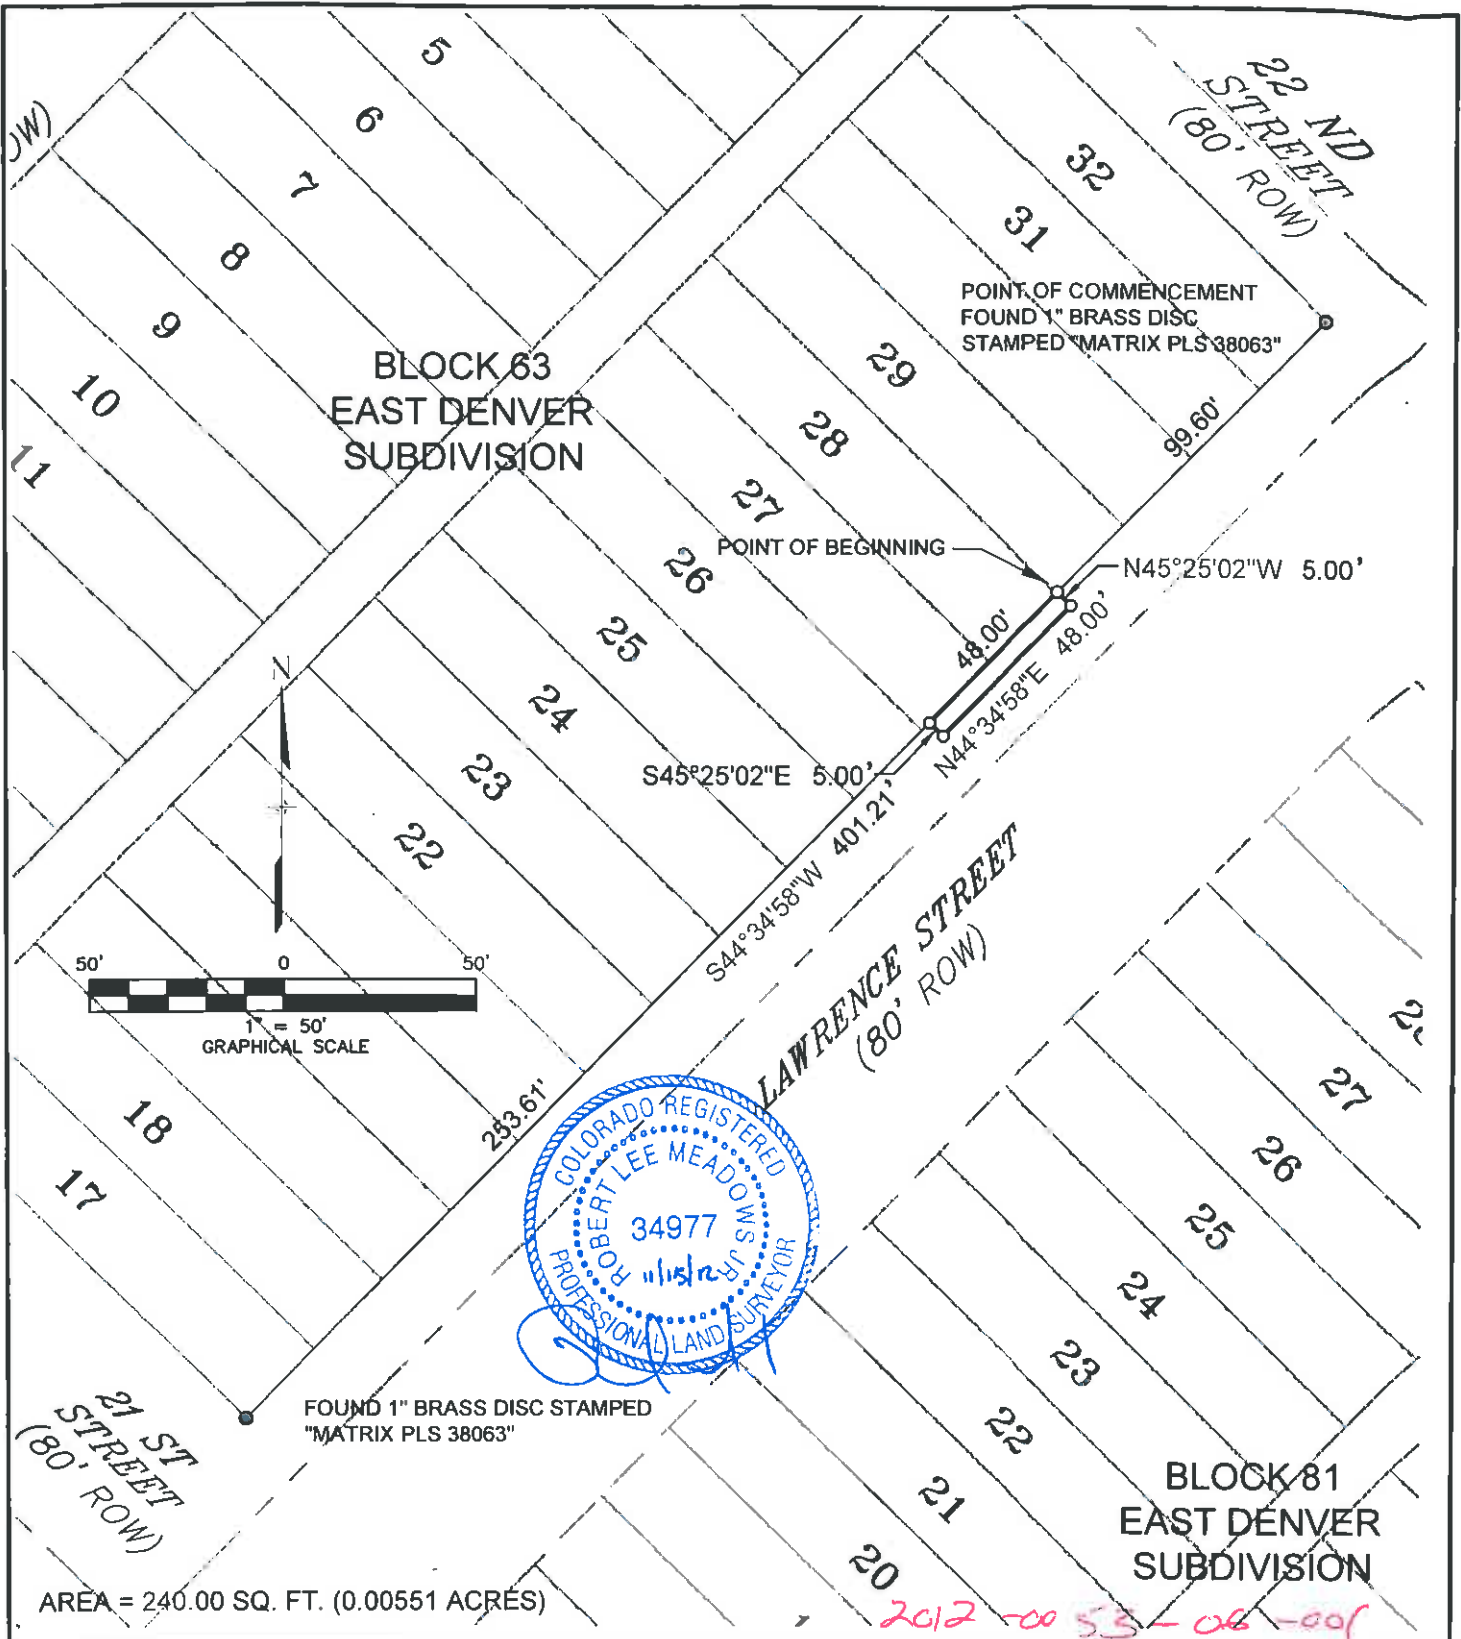 5
6
7
8
9
10
11
22 ND
STREET
(80' ROW)
32
31
POINT OF COMMENCEMENT
FOUND 1" BRASS DISC
STAMPED "MATRIX PLS 38063"
BLOCK 63
EAST DENVER
SUBDIVISION
29
28
27
26
25
24
23
22
18
17
99.60'
POINT OF BEGINNING
N45°25'02"W 5.00'
48.00'
N44°34'58"E 48.00'
S45°25'02"E 5.00'
S44°34'58"W 401.21'
253.61'
N
50' 0 50'
1" = 50'
GRAPHICAL SCALE
LAWRENCE STREET
(80' ROW)
COLORADO REGISTERED
ROBERT LEE MEADOWS JR
34977
11/15/12
PROFESSIONAL LAND SURVEYOR
FOUND 1" BRASS DISC STAMPED
"MATRIX PLS 38063"
21 ST
STREET
(80' ROW)
27
26
25
24
23
22
21
20
BLOCK 81
EAST DENVER
SUBDIVISION
AREA = 240.00 SQ. FT. (0.00551 ACRES)
2012-0053-06-001